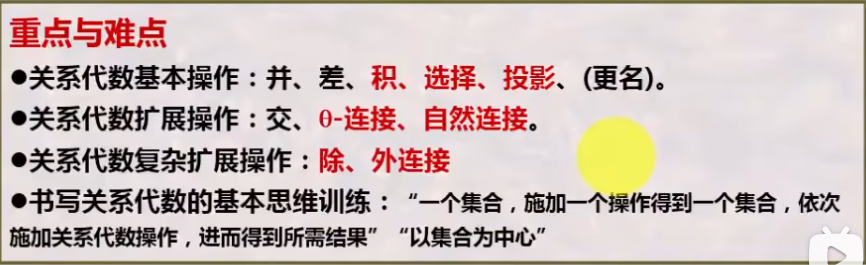 重点与难点
●关系代数基本操作：并、差、积、选择、投影、(更名)。
●关系代数扩展操作：交、θ-连接、自然连接。
●关系代数复杂扩展操作：除、外连接
●书写关系代数的基本思维训练：“一个集合，施加一个操作得到一个集合，依次
施加关系代数操作，进而得到所需结果”“以集合为中心”